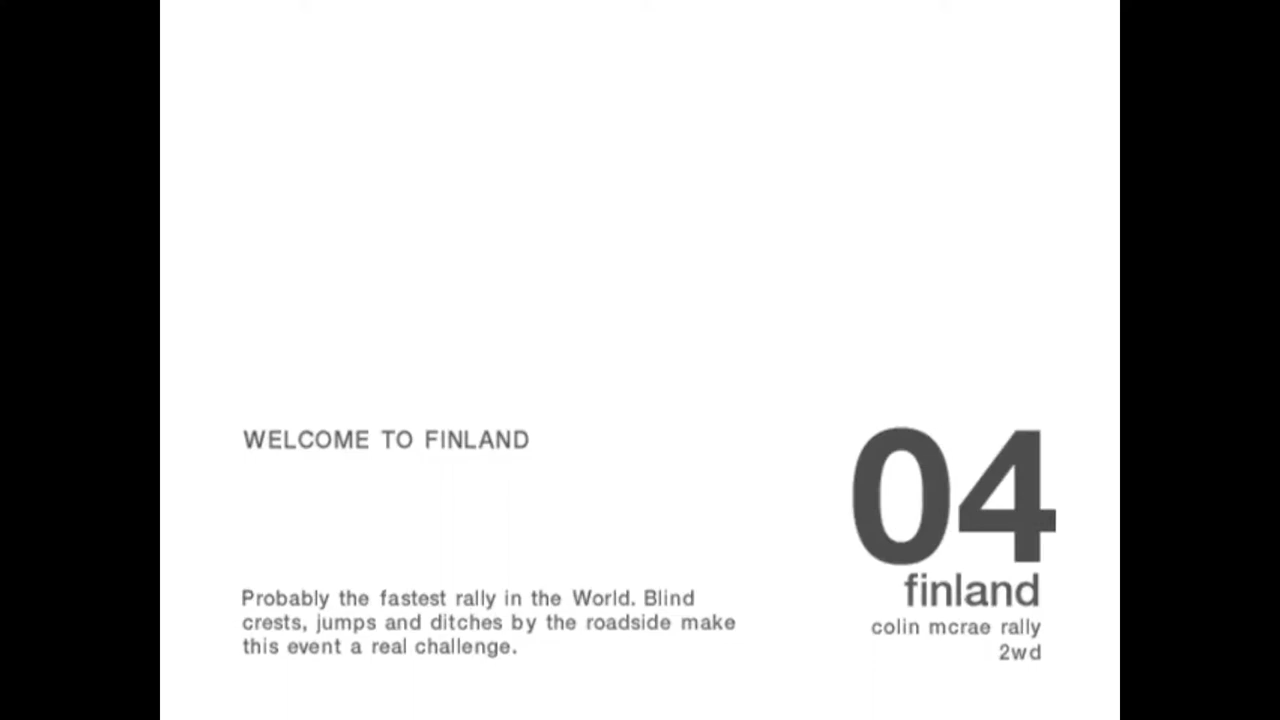 WELCOME TO FINLAND
Probably the fastest rally in the World. Blind
crests, jumps and ditches by the roadside make
this event a real challenge.
04
finland
colin mcrae rally
2wd